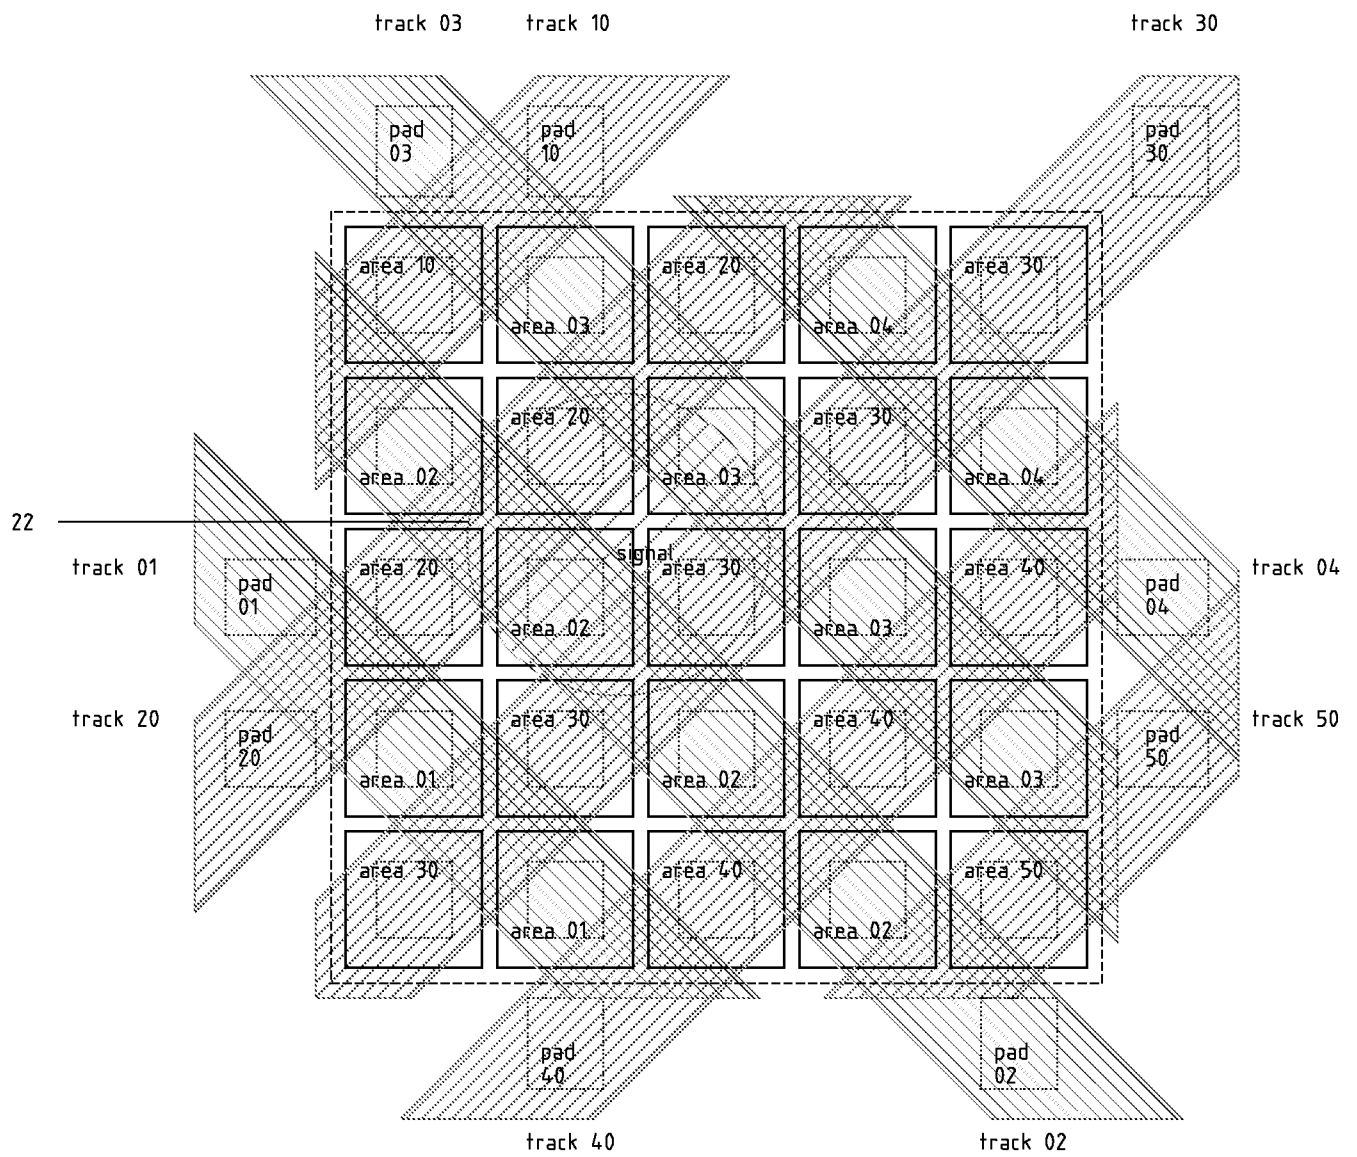 track 03 track 10 track 30
pad
03
pad
10
pad
30
area 10 area 20 area 30
area 03 area 04
area 20 area 30
area 02 area 03 area 04
22
signal
track 01 area 20 area 30 area 40 track 04
pad
01
pad
04
area 02 area 03
track 20 area 30 area 40 track 50
pad
20
pad
50
area 01 area 02 area 03
area 30 area 40 area 50
area 01 area 02
pad
40
pad
02
track 40 track 02